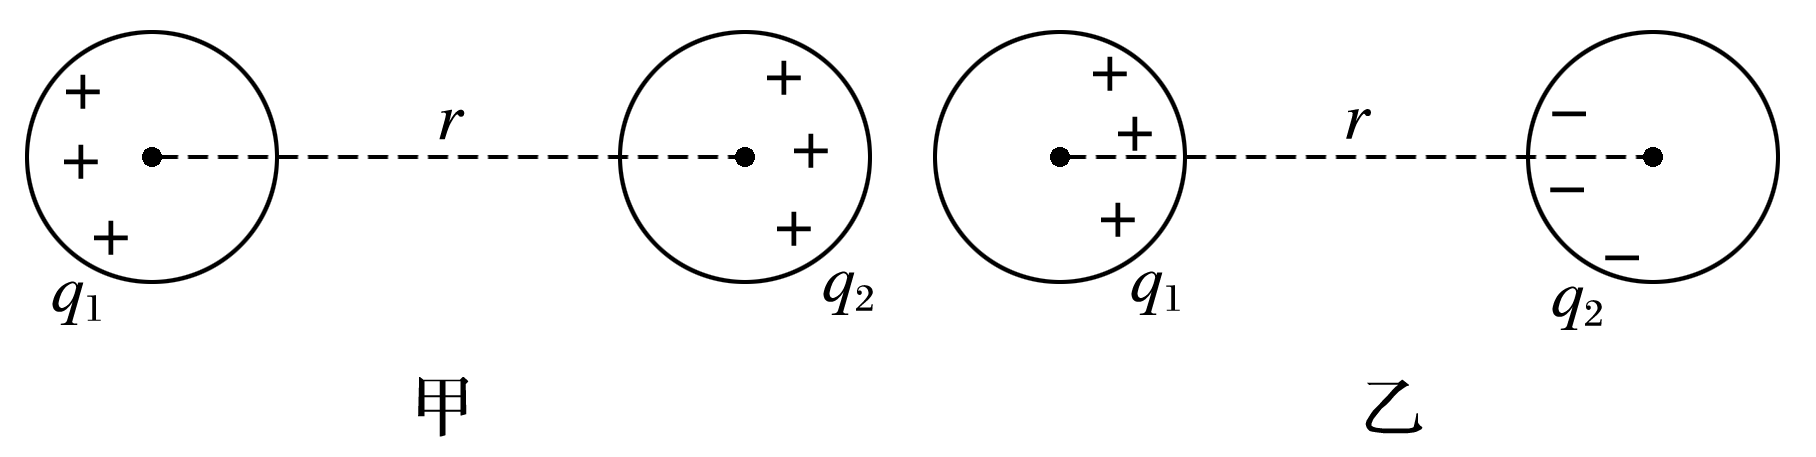 + + + r + + + q₁ q₂
+ + + r − − − q₁ q₂
甲 乙